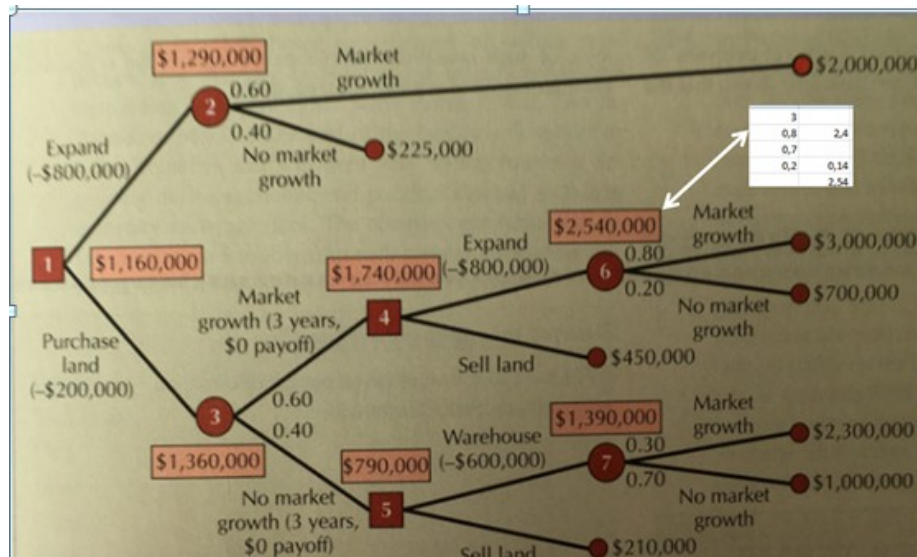 $1,290,000
Market
growth
$2,000,000
0.60
2
0.40
No market
growth
$225,000
Expand
(–$800,000)
3
0,8 2,4
0,7
0,2 0,14
2,54
$2,540,000
Market
growth
$3,000,000
Expand
(–$800,000)
0.80
6
0.20
No market
growth
$700,000
1
$1,160,000
$1,740,000
Market
growth (3 years,
$0 payoff)
4
Sell land
$450,000
Purchase
land
(–$200,000)
3
0.60
0.40
$1,360,000
$1,390,000
Market
growth
$2,300,000
Warehouse
(–$600,000)
0.30
7
0.70
No market
growth
$1,000,000
$790,000
No market
growth (3 years,
$0 payoff)
5
Sell land
$210,000